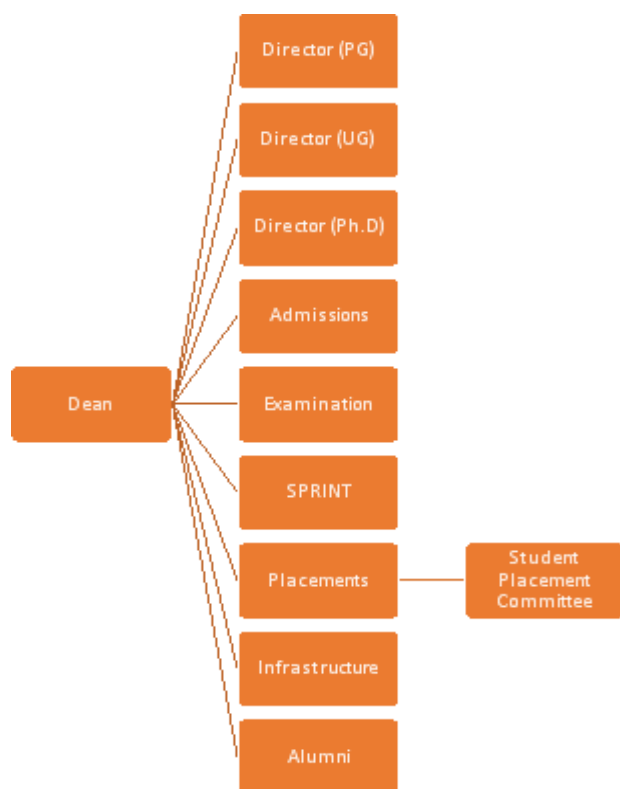 Director (PG)
Director (UG)
Director (Ph.D)
Admissions
Dean
Examination
SPRINT
Placements
Student
Placement
Committee
Infrastructure
Alumni